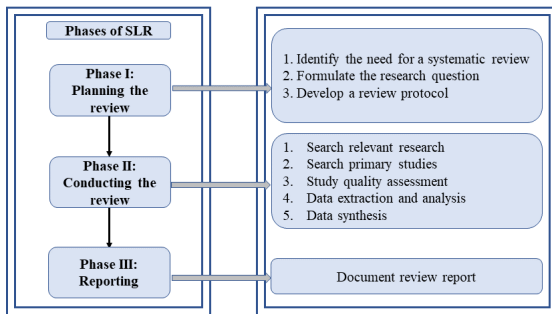 Phases of SLR
Phase I:
Planning the
review
1. Identify the need for a systematic review
2. Formulate the research question
3. Develop a review protocol
Phase II:
Conducting the
review
1. Search relevant research
2. Search primary studies
3. Study quality assessment
4. Data extraction and analysis
5. Data synthesis
Phase III:
Reporting
Document review report